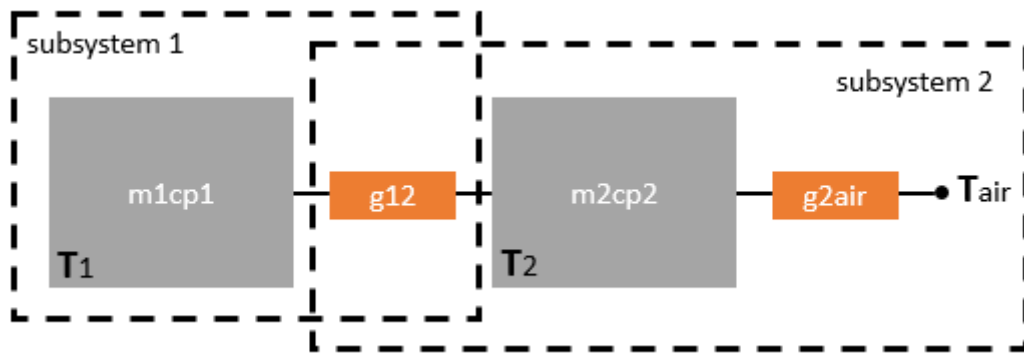 subsystem 1
subsystem 2
m1cp1
g12
m2cp2
g2air
Tair
T1
T2